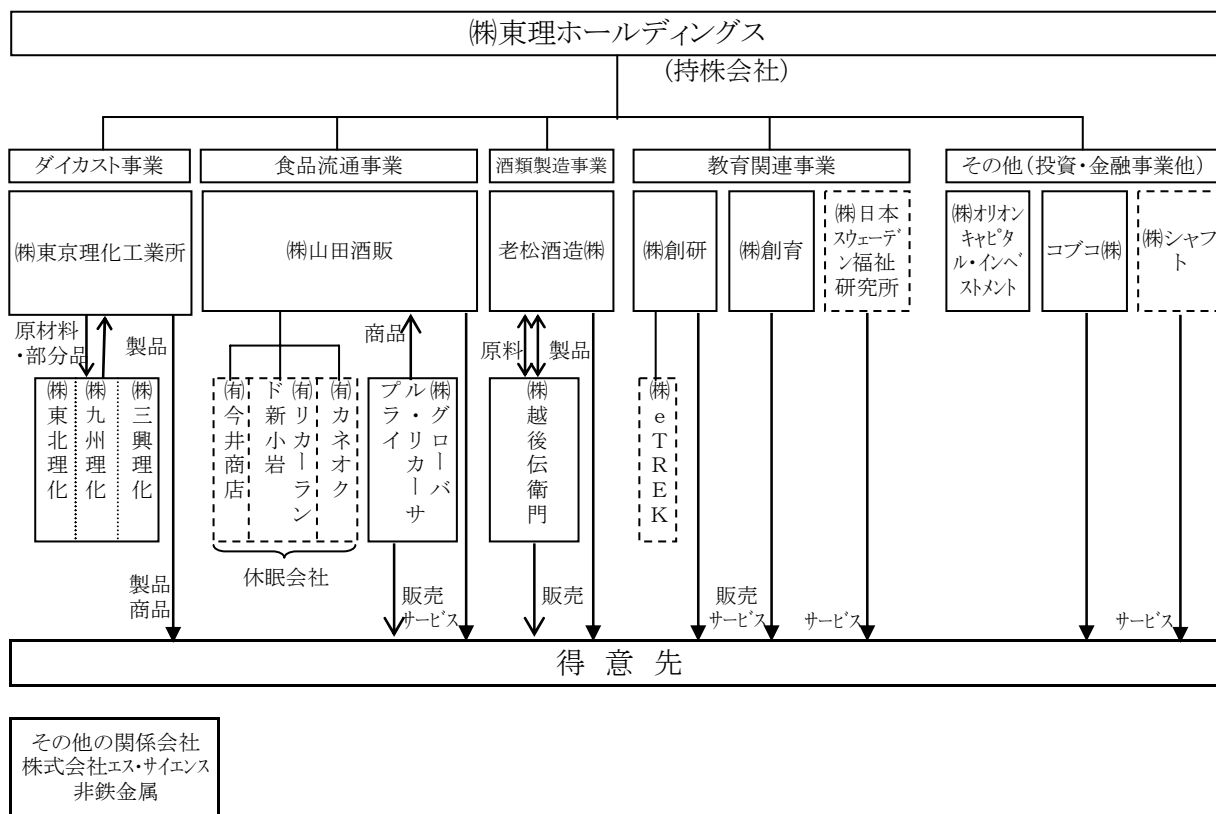 ㈱東理ホールディングス
(持株会社)
ダイカスト事業
食品流通事業
酒類製造事業
教育関連事業
その他(投資・金融事業他)
㈱東京理化工業所
㈱山田酒販
老松酒造㈱
㈱創研
㈱創育
㈱日本
スウェーデ
ン福祉
研究所
㈱オリオン
キャピタ
ル・インベ
ストメント
コブコ㈱
㈱シャフ
ト
原材料
・部分品
製品
商品
原料
製品
㈱東北理化
㈱九州理化
㈱三興理化
㈲今井商店
㈲リカーラン
ド新小岩
㈲カネオク
㈱グローバ
ル・リカーサ
プライ
㈱越後伝衛門
㈱eTREK
休眠会社
製品
商品
販売
サービス
販売
販売
サービス
サービス
サービス
得意先
その他の関係会社
株式会社エス・サイエンス
非鉄金属